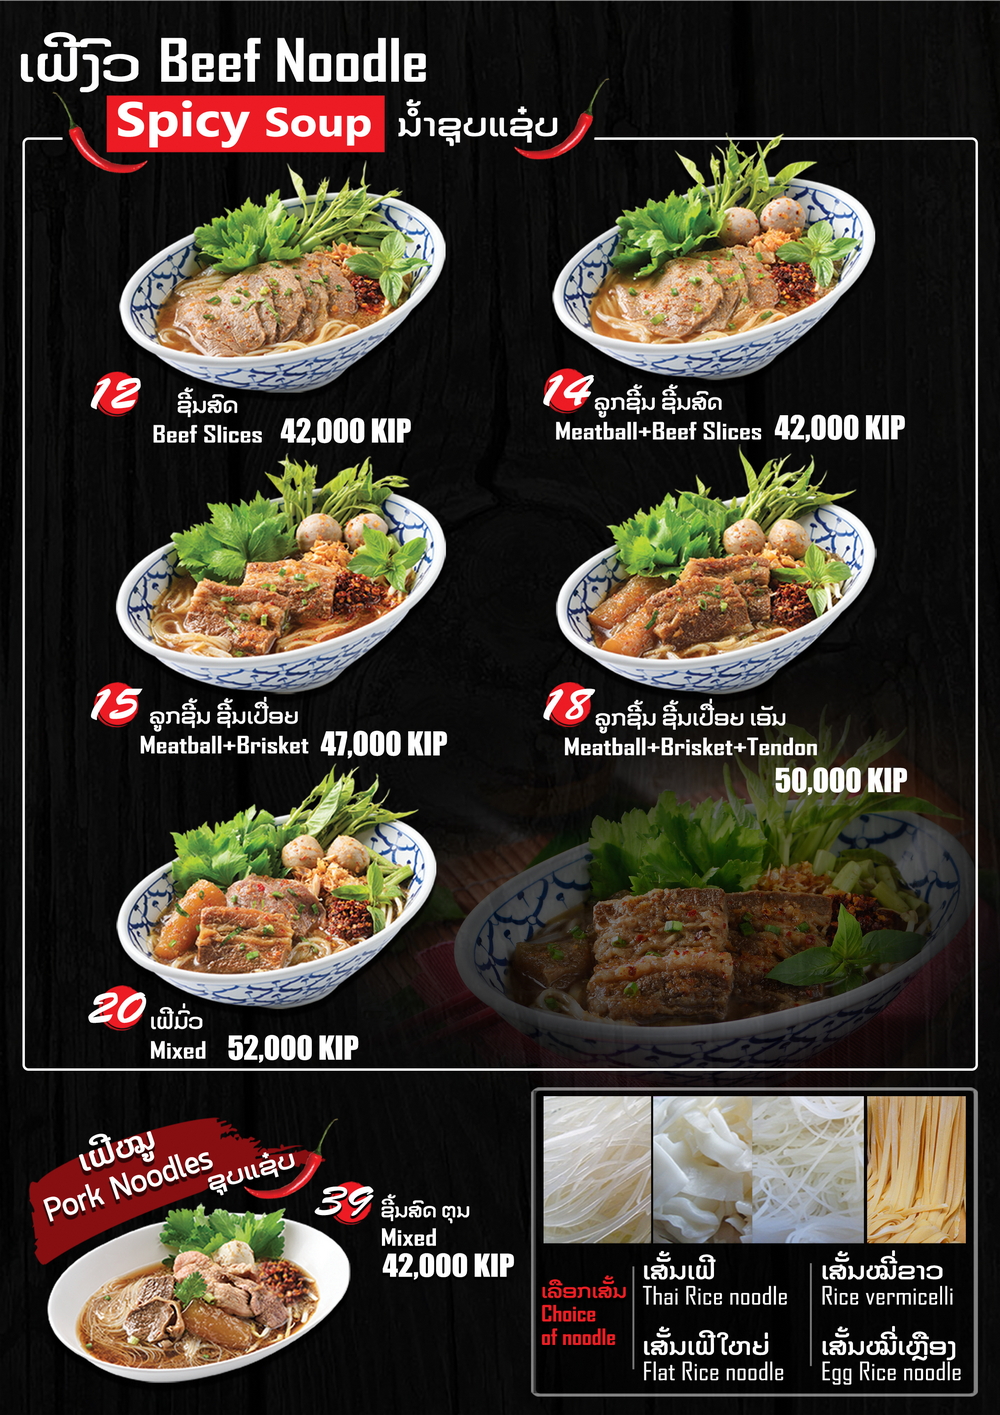 ເຝີງົວ Beef Noodle
Spicy Soup ນ້ຳຊຸບແຊ໋ບ
12 ຊີ້ນສົດ
Beef Slices 42,000 KIP
14 ລູກຊີ້ນ ຊີ້ນສົດ
Meatball+Beef Slices 42,000 KIP
15 ລູກຊີ້ນ ຊີ້ນເປື່ອຍ
Meatball+Brisket 47,000 KIP
18 ລູກຊີ້ນ ຊີ້ນເປື່ອຍ ເອັນ
Meatball+Brisket+Tendon
50,000 KIP
20 ເຝີມົ່ວ
Mixed 52,000 KIP
ເຝີໝູ
Pork Noodles
ຊຸບແຊ໋ບ
39 ຊີ້ນສົດ ຕຸນ
Mixed
42,000 KIP
ເລືອກເສັ້ນ
Choice
of noodle
ເສັ້ນເຝີ
Thai Rice noodle
ເສັ້ນເຝີໃຫຍ່
Flat Rice noodle
ເສັ້ນໝີ່ຂາວ
Rice vermicelli
ເສັ້ນໝີ່ເຫຼືອງ
Egg Rice noodle